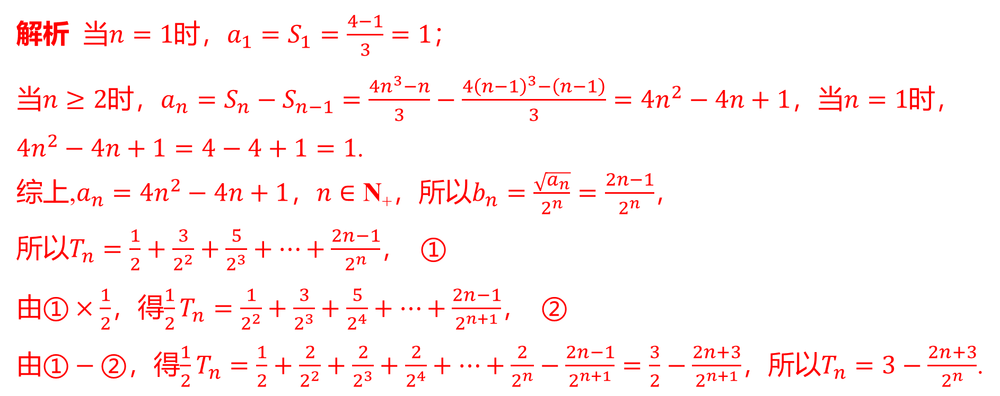 解析 当$n=1$时，$a_1=S_1=\frac{4-1}{3}=1$；
当$n\geq 2$时，$a_n=S_n-S_{n-1}=\frac{4n^3-n}{3}-\frac{4(n-1)^3-(n-1)}{3}=4n^2-4n+1$，当$n=1$时，
$4n^2-4n+1=4-4+1=1$.
综上,$a_n=4n^2-4n+1$，$n\in \mathbf{N}_+$，所以$b_n=\frac{\sqrt{a_n}}{2^n}=\frac{2n-1}{2^n}$,
所以$T_n=\frac{1}{2}+\frac{3}{2^2}+\frac{5}{2^3}+\cdots+\frac{2n-1}{2^n}$， ①
由①$\times\frac{1}{2}$，得$\frac{1}{2}T_n=\frac{1}{2^2}+\frac{3}{2^3}+\frac{5}{2^4}+\cdots+\frac{2n-1}{2^{n+1}}$， ②
由①$-$②，得$\frac{1}{2}T_n=\frac{1}{2}+\frac{2}{2^2}+\frac{2}{2^3}+\frac{2}{2^4}+\cdots+\frac{2}{2^n}-\frac{2n-1}{2^{n+1}}=\frac{3}{2}-\frac{2n+3}{2^{n+1}}$，所以$T_n=3-\frac{2n+3}{2^n}$.